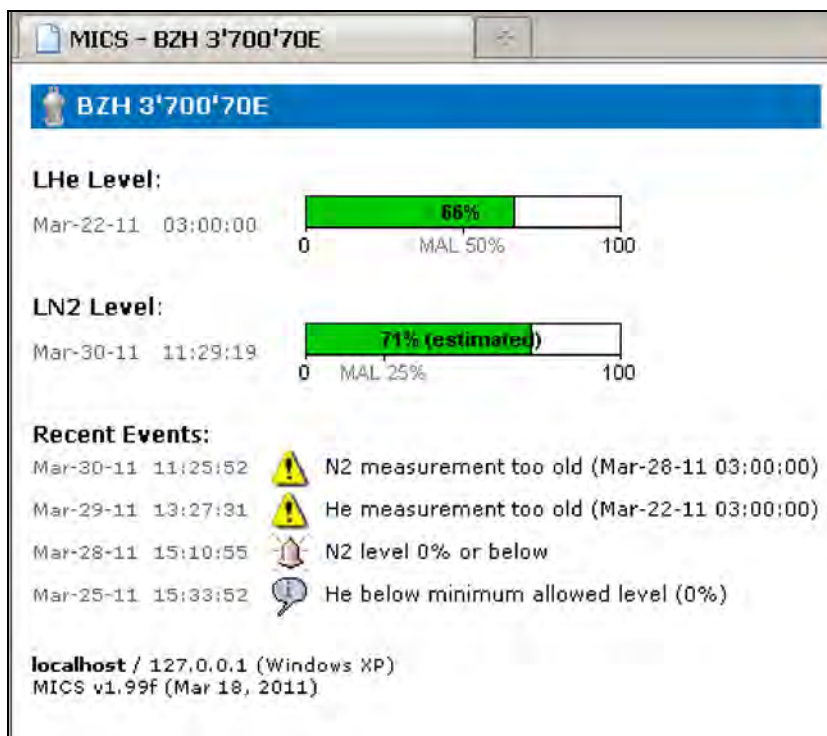 MICS - BZH 3'700'70E
BZH 3'700'70E
LHe Level:
Mar-22-11 03:00:00
66%
0 MAL 50% 100
LN2 Level:
Mar-30-11 11:29:19
71% (estimated)
0 MAL 25% 100
Recent Events:
Mar-30-11 11:25:52 N2 measurement too old (Mar-28-11 03:00:00)
Mar-29-11 13:27:31 He measurement too old (Mar-22-11 03:00:00)
Mar-28-11 15:10:55 N2 level 0% or below
Mar-25-11 15:33:52 He below minimum allowed level (0%)
localhost / 127.0.0.1 (Windows XP)
MICS v1.99f (Mar 18, 2011)